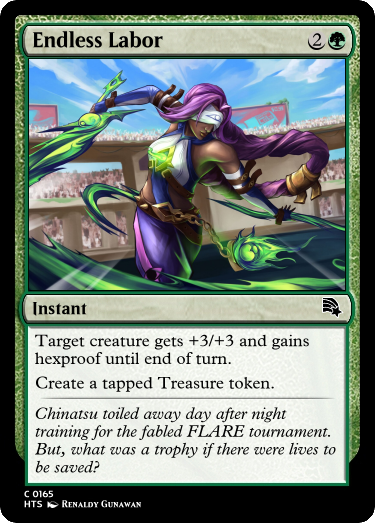 Endless Labor 2
Instant
Target creature gets +3/+3 and gains
hexproof until end of turn.
Create a tapped Treasure token.
Chinatsu toiled away day after night
training for the fabled FLARE tournament.
But, what was a trophy if there were lives to
be saved?
C 0165
HTS Renaldy Gunawan